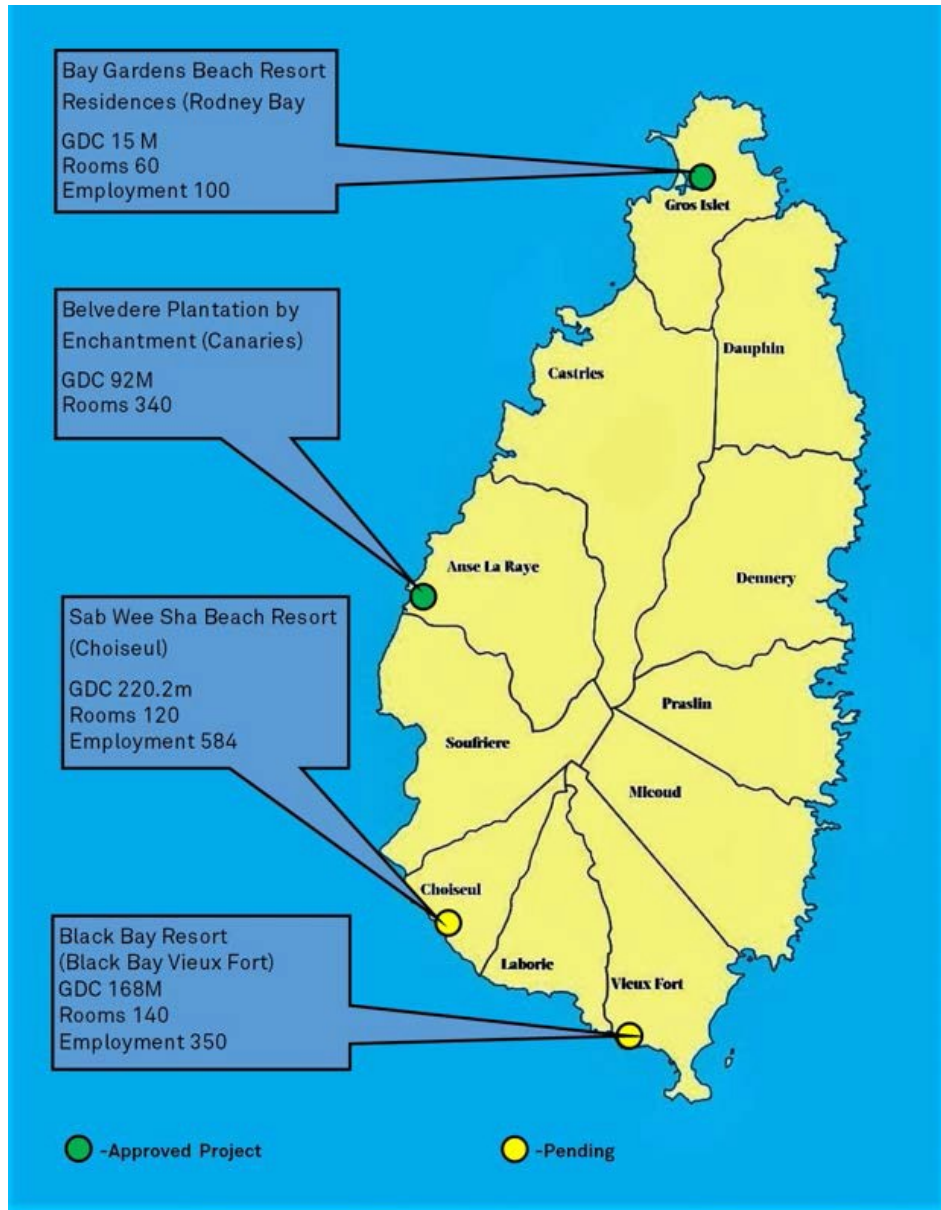 Bay Gardens Beach Resort
Residences (Rodney Bay
GDC 15 M
Rooms 60
Employment 100
Gros Islet
Belvedere Plantation by
Enchantment (Canaries)
GDC 92M
Rooms 340
Dauphin
Castries
Anse La Raye
Dennery
Sab Wee Sha Beach Resort
(Choiseul)
GDC 220.2m
Rooms 120
Employment 584
Praslin
Soufriere
Micoud
Choiseul
Black Bay Resort
(Black Bay Vieux Fort)
GDC 168M
Rooms 140
Employment 350
Laborie
Vieux Fort
-Approved Project
-Pending